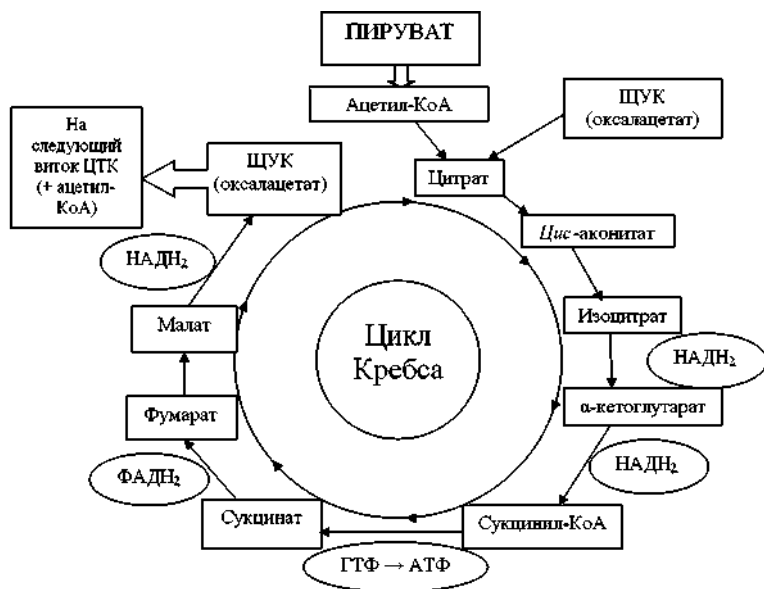 ПИРУВАТ
Ацетил-КоА
ЩУК
(оксалацетат)
На
следующий
виток ЦТК
(+ ацетил-
КоА)
ЩУК
(оксалацетат)
Цитрат
Цис-аконитат
НАДН₂
Малат
Изоцитрат
Цикл
Кребса
НАДН₂
Фумарат
α-кетоглутарат
ФАДН₂
НАДН₂
Сукцинат
Сукцинил-КоА
ГТФ → АТФ